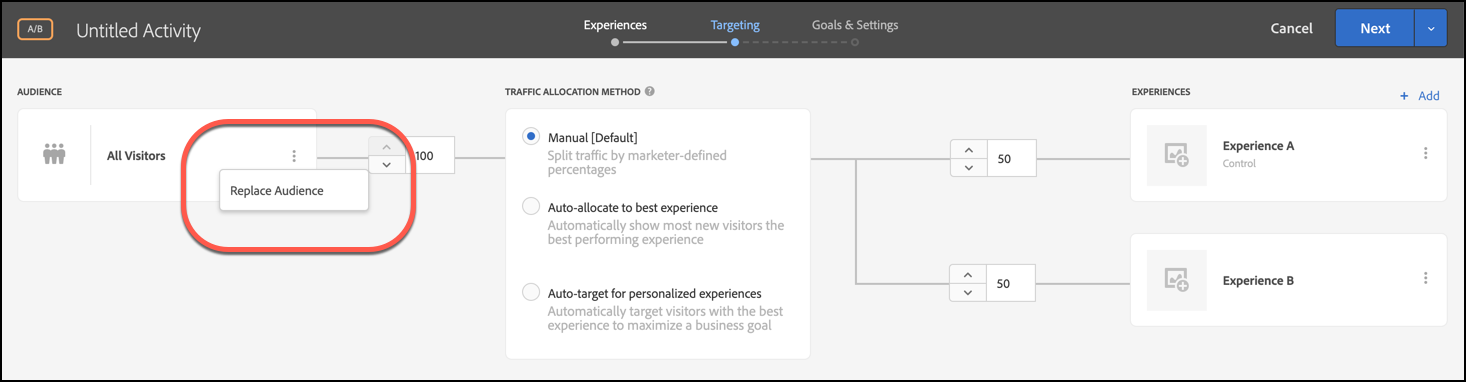 A/B
Untitled Activity
Experiences
Targeting
Goals & Settings
Cancel
Next
AUDIENCE
TRAFFIC ALLOCATION METHOD ?
EXPERIENCES
+ Add
All Visitors
Replace Audience
100
Manual [Default]
Split traffic by marketer-defined
percentages
Auto-allocate to best experience
Automatically show most new visitors the
best performing experience
Auto-target for personalized experiences
Automatically target visitors with the best
experience to maximize a business goal
50
Experience A
Control
50
Experience B